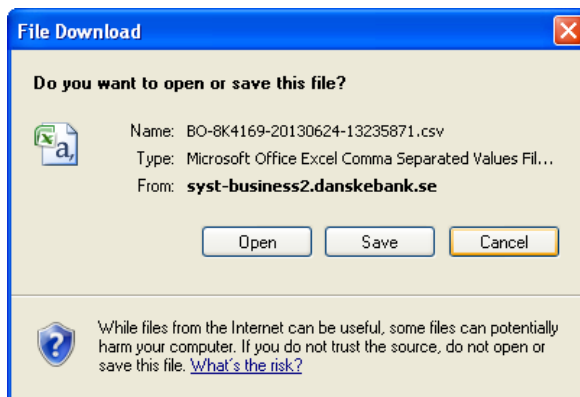 File Download
Do you want to open or save this file?
Name: BO-8K4169-20130624-13235871.csv
Type: Microsoft Office Excel Comma Separated Values Fil...
From: syst-business2.danskebank.se
Open Save Cancel
While files from the Internet can be useful, some files can potentially
harm your computer. If you do not trust the source, do not open or
save this file. What's the risk?